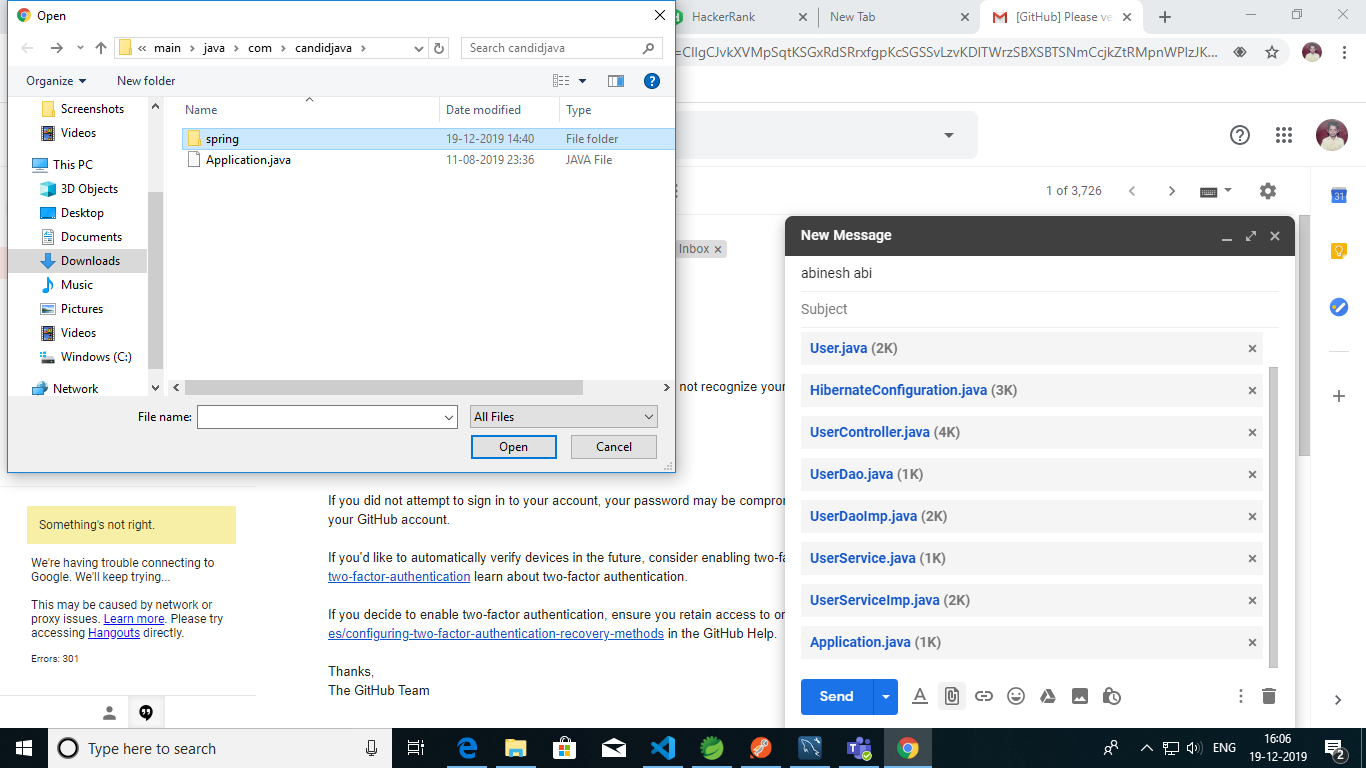 Open
HackerRank
New Tab
[GitHub] Please ve
« main › java › com › candidjava ›
Search candidjava
=CllgCJvkXVMpSqtKSGxRdSRrxfgpKcSGSSvLzvKDlTWrzSBXSBTSNmCcjkZtRMpnWPlzJK...
Organize
New folder
Screenshots
Videos
This PC
3D Objects
Desktop
Documents
Downloads
Music
Pictures
Videos
Windows (C:)
Network
Name Date modified Type
spring 19-12-2019 14:40 File folder
Application.java 11-08-2019 23:36 JAVA File
File name:
All Files
Open
Cancel
1 of 3,726
31
Inbox ×
not recognize your
New Message
abinesh abi
Subject
User.java (2K)
HibernateConfiguration.java (3K)
UserController.java (4K)
UserDao.java (1K)
UserDaoImp.java (2K)
UserService.java (1K)
UserServiceImp.java (2K)
Application.java (1K)
Send
If you did not attempt to sign in to your account, your password may be compron
your GitHub account.
If you'd like to automatically verify devices in the future, consider enabling two-fa
two-factor-authentication learn about two-factor authentication.
If you decide to enable two-factor authentication, ensure you retain access to or
es/configuring-two-factor-authentication-recovery-methods in the GitHub Help.
Thanks,
The GitHub Team
Something's not right.
We're having trouble connecting to
Google. We'll keep trying...
This may be caused by network or
proxy issues. Learn more. Please try
accessing Hangouts directly.
Errors: 301
Type here to search
ENG
16:06
19-12-2019
2